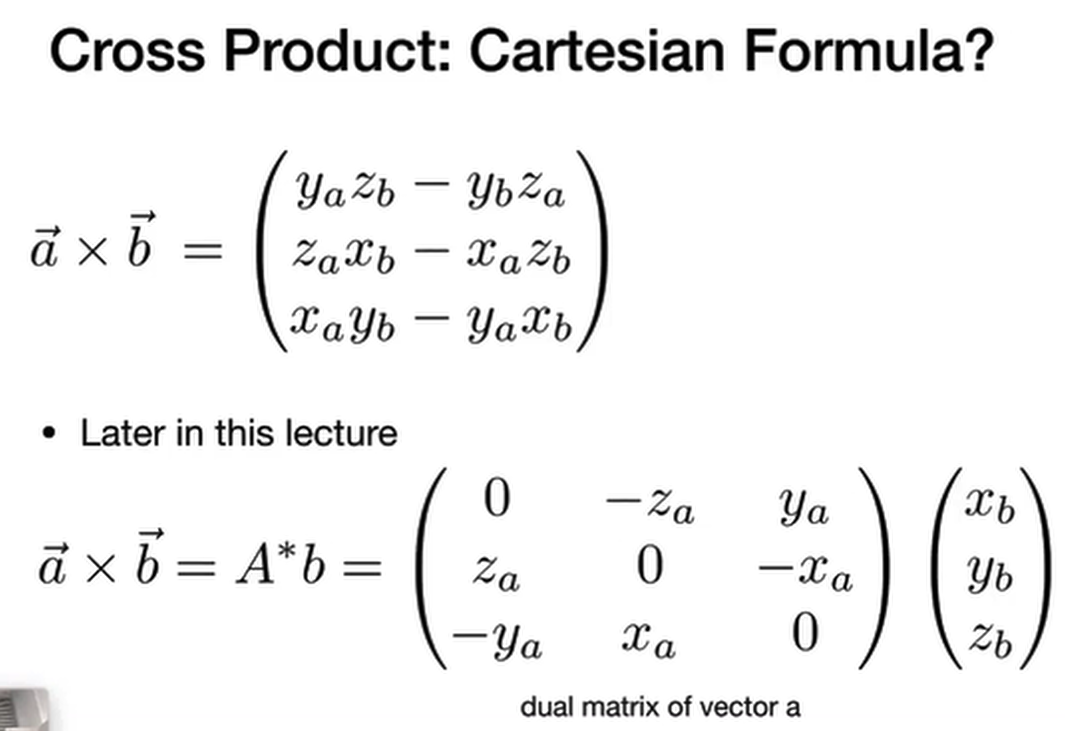 Cross Product: Cartesian Formula?
$\vec{a} \times \vec{b} = \begin{pmatrix} y_a z_b - y_b z_a \\ z_a x_b - x_a z_b \\ x_a y_b - y_a x_b \end{pmatrix}$
• Later in this lecture
$\vec{a} \times \vec{b} = A^* b = \begin{pmatrix} 0 & -z_a & y_a \\ z_a & 0 & -x_a \\ -y_a & x_a & 0 \end{pmatrix} \begin{pmatrix} x_b \\ y_b \\ z_b \end{pmatrix}$
dual matrix of vector a